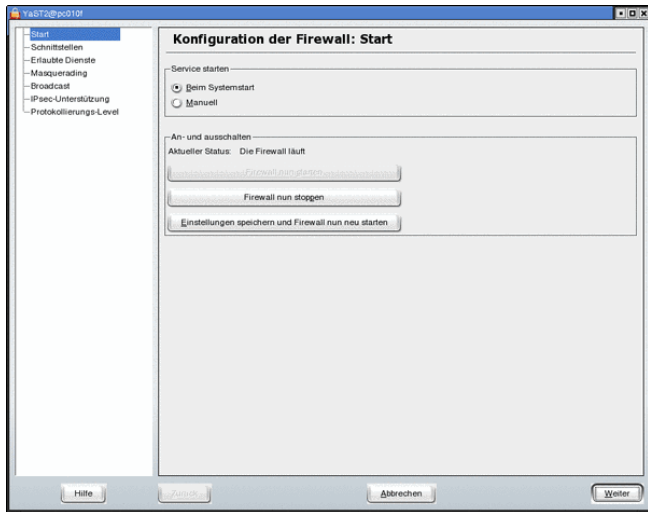 YaST2@pc010!
Start
Schnittstellen
Erlaubte Dienste
Masquerading
Broadcast
IPsec-Unterstützung
Protokollierungs-Level
Konfiguration der Firewall: Start
Service starten
Beim Systemstart
Manuell
An- und ausschalten
Aktueller Status: Die Firewall läuft
Firewall nun starten
Firewall nun stoppen
Einstellungen speichern und Firewall nun neu starten
Hilfe
Zurück
Abbrechen
Weiter